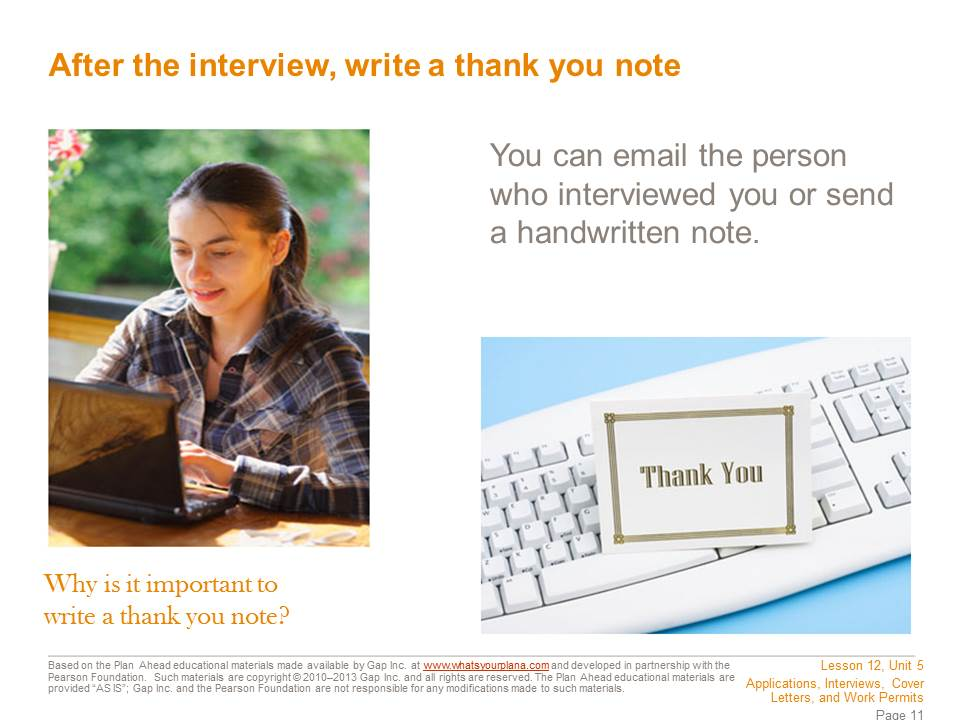 After the interview, write a thank you note
You can email the person
who interviewed you or send
a handwritten note.
Thank You
Why is it important to
write a thank you note?
Based on the Plan Ahead educational materials made available by Gap Inc. at www.whatsyourplana.com and developed in partnership with the
Pearson Foundation. Such materials are copyright © 2010–2013 Gap Inc. and all rights are reserved. The Plan Ahead educational materials are
provided “AS IS”; Gap Inc. and the Pearson Foundation are not responsible for any modifications made to such materials.
Lesson 12, Unit 5
Applications, Interviews, Cover
Letters, and Work Permits
Page 11